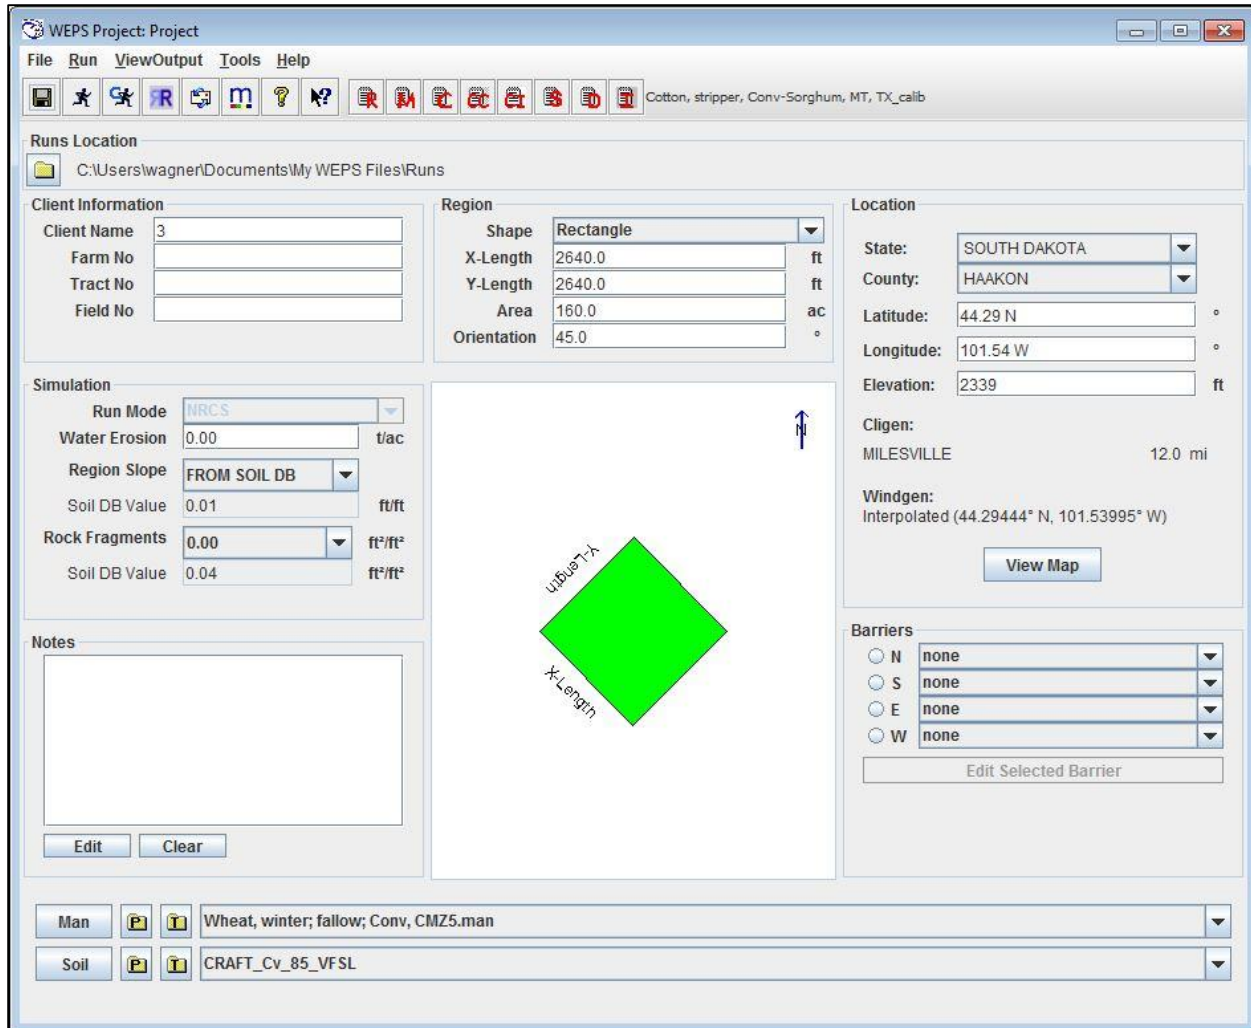 WEPS Project: Project
File Run ViewOutput Tools Help
Cotton, stripper, Conv-Sorghum, MT, TX_calib
Runs Location
C:\Users\wagner\Documents\My WEPS Files\Runs
Client Information
Client Name 3
Farm No
Tract No
Field No
Region
Shape Rectangle
X-Length 2640.0 ft
Y-Length 2640.0 ft
Area 160.0 ac
Orientation 45.0 °
Location
State: SOUTH DAKOTA
County: HAAKON
Latitude: 44.29 N °
Longitude: 101.54 W °
Elevation: 2339 ft
Cligen:
MILESVILLE 12.0 mi
Windgen:
Interpolated (44.29444° N, 101.53995° W)
View Map
Simulation
Run Mode NRCS
Water Erosion 0.00 t/ac
Region Slope FROM SOIL DB
Soil DB Value 0.01 ft/ft
Rock Fragments 0.00 ft²/ft²
Soil DB Value 0.04 ft²/ft²
N
Y-Length
X-Length
Notes
Edit Clear
Barriers
N none
S none
E none
W none
Edit Selected Barrier
Man P T Wheat, winter; fallow; Conv, CMZ5.man
Soil P T CRAFT_Cv_85_VFSL